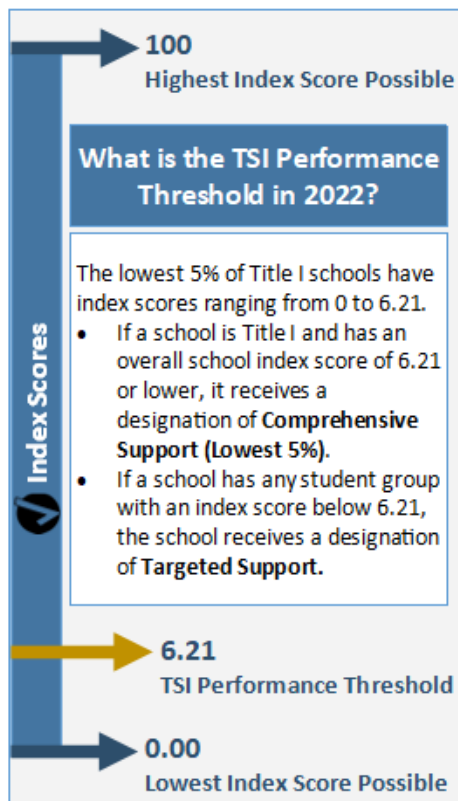 100
Highest Index Score Possible
What is the TSI Performance
Threshold in 2022?
The lowest 5% of Title I schools have
index scores ranging from 0 to 6.21.
• If a school is Title I and has an
overall school index score of 6.21
or lower, it receives a
designation of Comprehensive
Support (Lowest 5%).
• If a school has any student group
with an index score below 6.21,
the school receives a designation
of Targeted Support.
Index Scores
6.21
TSI Performance Threshold
0.00
Lowest Index Score Possible